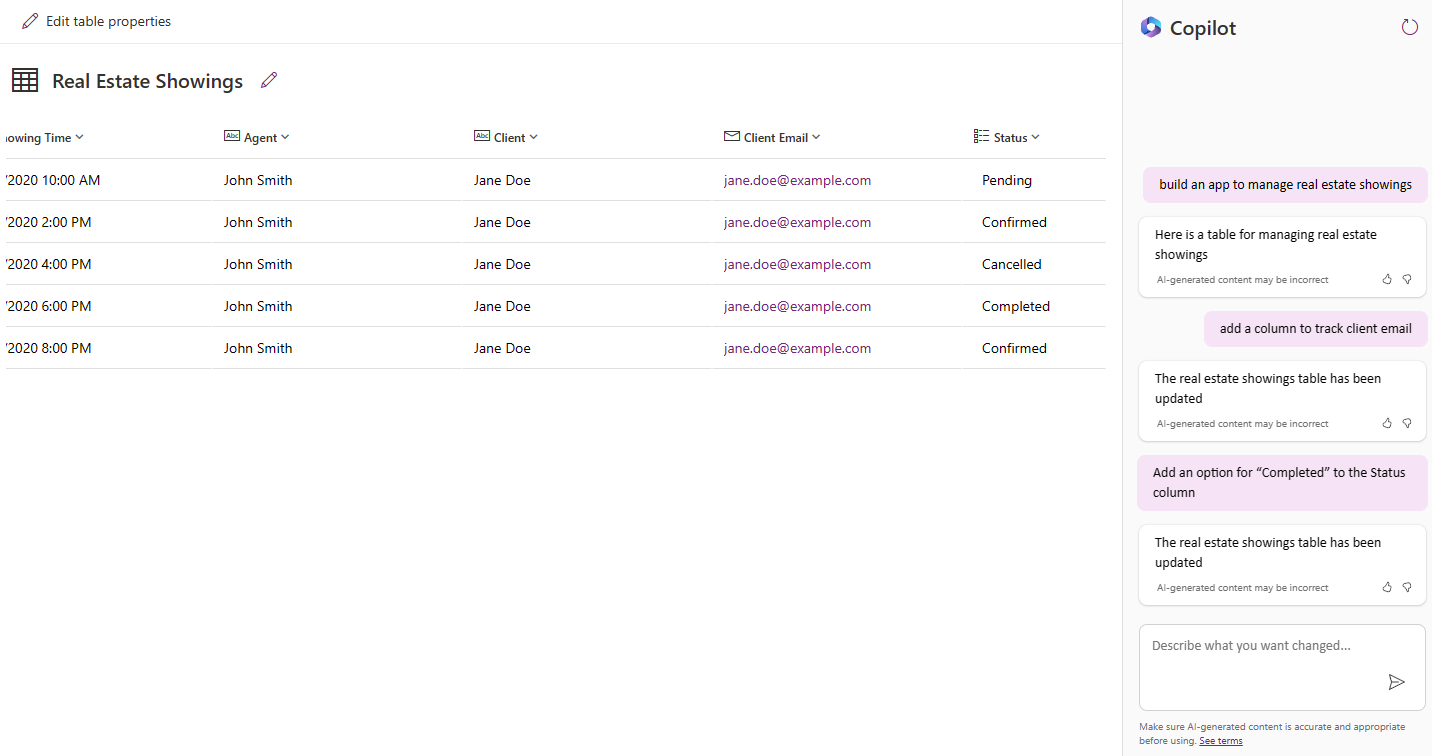 Edit table properties
Real Estate Showings
owing Time Abc Agent Abc Client Client Email Status
/2020 10:00 AM John Smith Jane Doe jane.doe@example.com Pending
/2020 2:00 PM John Smith Jane Doe jane.doe@example.com Confirmed
/2020 4:00 PM John Smith Jane Doe jane.doe@example.com Cancelled
/2020 6:00 PM John Smith Jane Doe jane.doe@example.com Completed
/2020 8:00 PM John Smith Jane Doe jane.doe@example.com Confirmed
Copilot
build an app to manage real estate showings
Here is a table for managing real estate
showings
AI-generated content may be incorrect
add a column to track client email
The real estate showings table has been
updated
AI-generated content may be incorrect
Add an option for “Completed” to the Status
column
The real estate showings table has been
updated
AI-generated content may be incorrect
Describe what you want changed...
Make sure AI-generated content is accurate and appropriate
before using. See terms